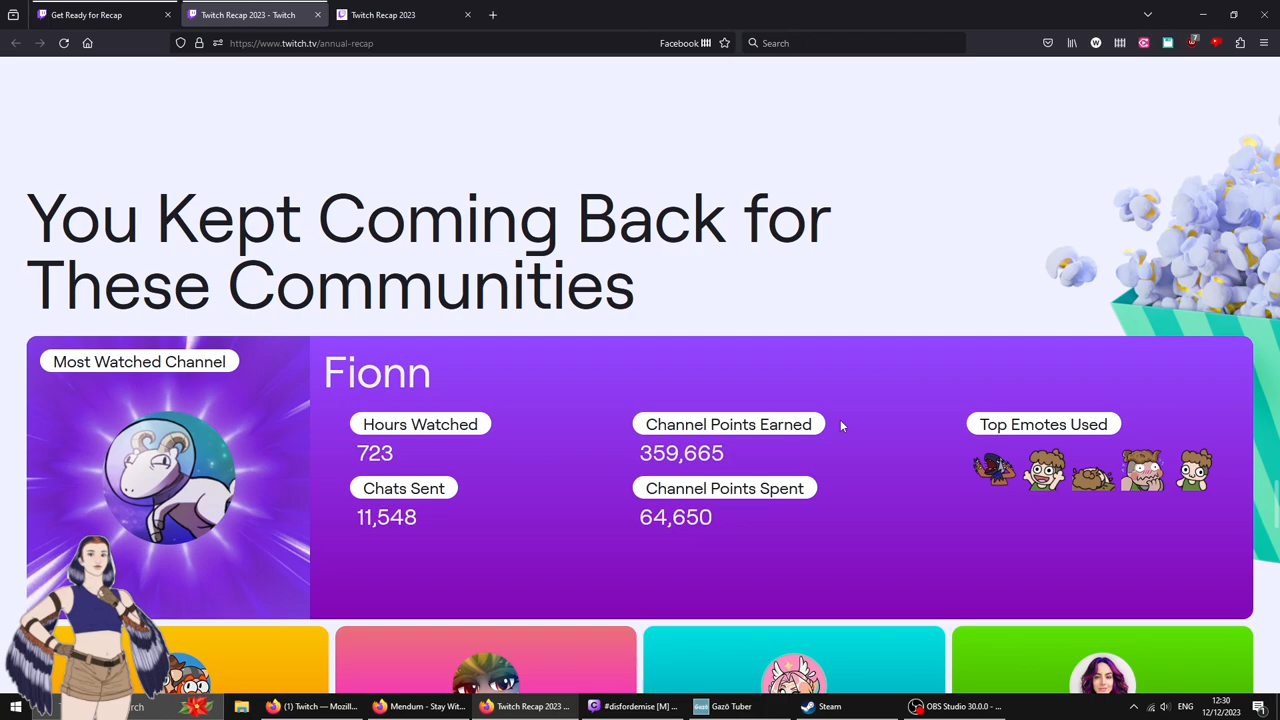 Get Ready for Recap
Twitch Recap 2023 - Twitch
Twitch Recap 2023
https://www.twitch.tv/annual-recap
Facebook
Search
7
You Kept Coming Back for
These Communities
Most Watched Channel
Fionn
Hours Watched
723
Channel Points Earned
359,665
Top Emotes Used
Chats Sent
11,548
Channel Points Spent
64,650
rch
(1) Twitch — Mozill...
Mendum - Stay Wit...
Twitch Recap 2023 ...
#disfordemise [M] ...
Gazō
Gazō Tuber
Steam
OBS Studio 30.0.0 - ...
ENG
12:30
12/12/2023